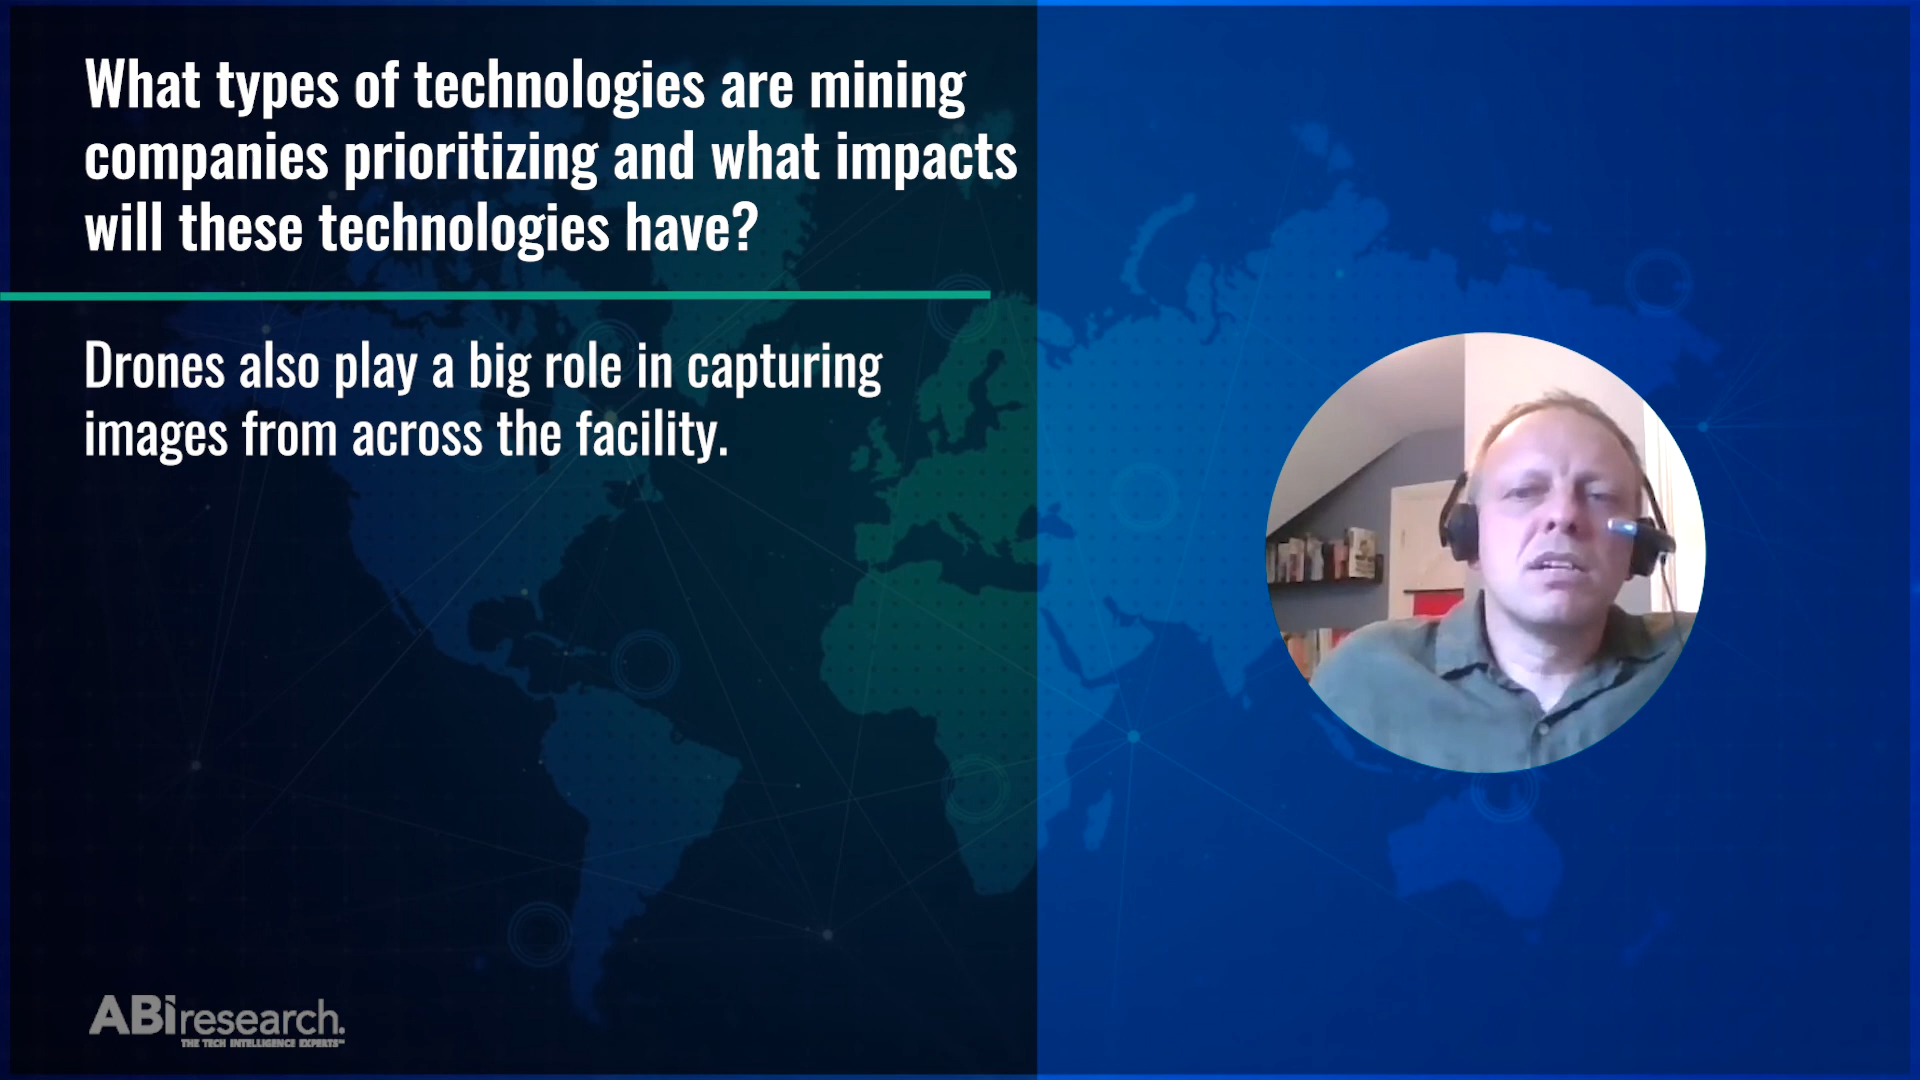 What types of technologies are mining
companies prioritizing and what impacts
will these technologies have?
Drones also play a big role in capturing
images from across the facility.
ABiresearch.
THE TECH INTELLIGENCE EXPERTS℠